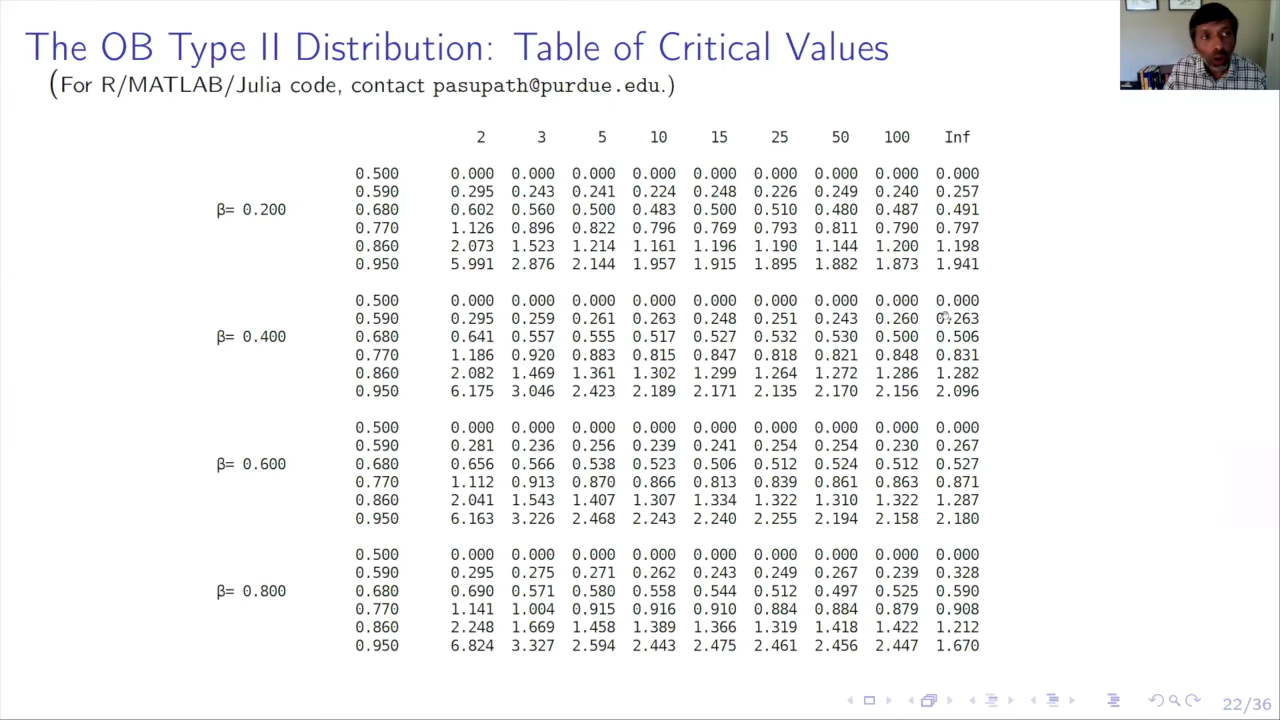 The OB Type II Distribution: Table of Critical Values
(For R/MATLAB/Julia code, contact pasupath@purdue.edu.)
2 3 5 10 15 25 50 100 Inf
0.500 0.000 0.000 0.000 0.000 0.000 0.000 0.000 0.000 0.000
0.590 0.295 0.243 0.241 0.224 0.248 0.226 0.249 0.240 0.257
β= 0.200 0.680 0.602 0.560 0.500 0.483 0.500 0.510 0.480 0.487 0.491
0.770 1.126 0.896 0.822 0.796 0.769 0.793 0.811 0.790 0.797
0.860 2.073 1.523 1.214 1.161 1.196 1.190 1.144 1.200 1.198
0.950 5.991 2.876 2.144 1.957 1.915 1.895 1.882 1.873 1.941
0.500 0.000 0.000 0.000 0.000 0.000 0.000 0.000 0.000 0.000
0.590 0.295 0.259 0.261 0.263 0.248 0.251 0.243 0.260 0.263
β= 0.400 0.680 0.641 0.557 0.555 0.517 0.527 0.532 0.530 0.500 0.506
0.770 1.186 0.920 0.883 0.815 0.847 0.818 0.821 0.848 0.831
0.860 2.082 1.469 1.361 1.302 1.299 1.264 1.272 1.286 1.282
0.950 6.175 3.046 2.423 2.189 2.171 2.135 2.170 2.156 2.096
0.500 0.000 0.000 0.000 0.000 0.000 0.000 0.000 0.000 0.000
0.590 0.281 0.236 0.256 0.239 0.241 0.254 0.254 0.230 0.267
β= 0.600 0.680 0.656 0.566 0.538 0.523 0.506 0.512 0.524 0.512 0.527
0.770 1.112 0.913 0.870 0.866 0.813 0.839 0.861 0.863 0.871
0.860 2.041 1.543 1.407 1.307 1.334 1.322 1.310 1.322 1.287
0.950 6.163 3.226 2.468 2.243 2.240 2.255 2.194 2.158 2.180
0.500 0.000 0.000 0.000 0.000 0.000 0.000 0.000 0.000 0.000
0.590 0.295 0.275 0.271 0.262 0.243 0.249 0.267 0.239 0.328
β= 0.800 0.680 0.690 0.571 0.580 0.558 0.544 0.512 0.497 0.525 0.590
0.770 1.141 1.004 0.915 0.916 0.910 0.884 0.884 0.879 0.908
0.860 2.248 1.669 1.458 1.389 1.366 1.319 1.418 1.422 1.212
0.950 6.824 3.327 2.594 2.443 2.475 2.461 2.456 2.447 1.670
22/36